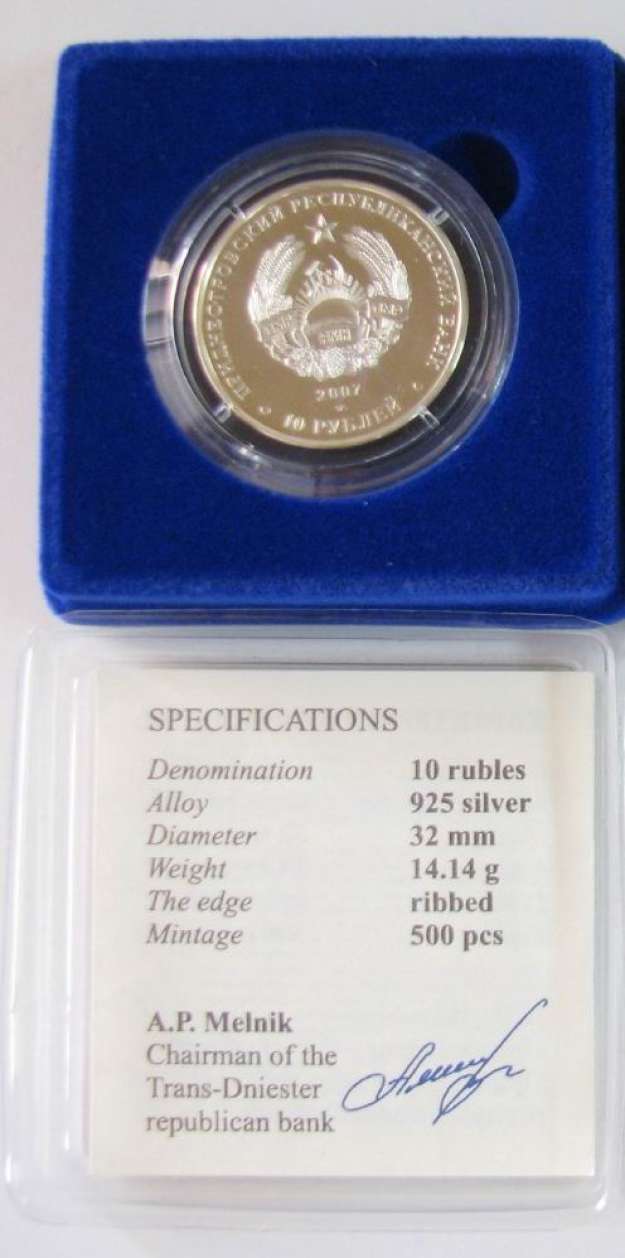 ПРИДНЕСТРОВСКИЙ РЕСПУБЛИКАНСКИЙ БАНК
2007
10 РУБЛЕЙ
SPECIFICATIONS
Denomination 10 rubles
Alloy 925 silver
Diameter 32 mm
Weight 14.14 g
The edge ribbed
Mintage 500 pcs
A.P. Melnik
Chairman of the
Trans-Dniester
republican bank